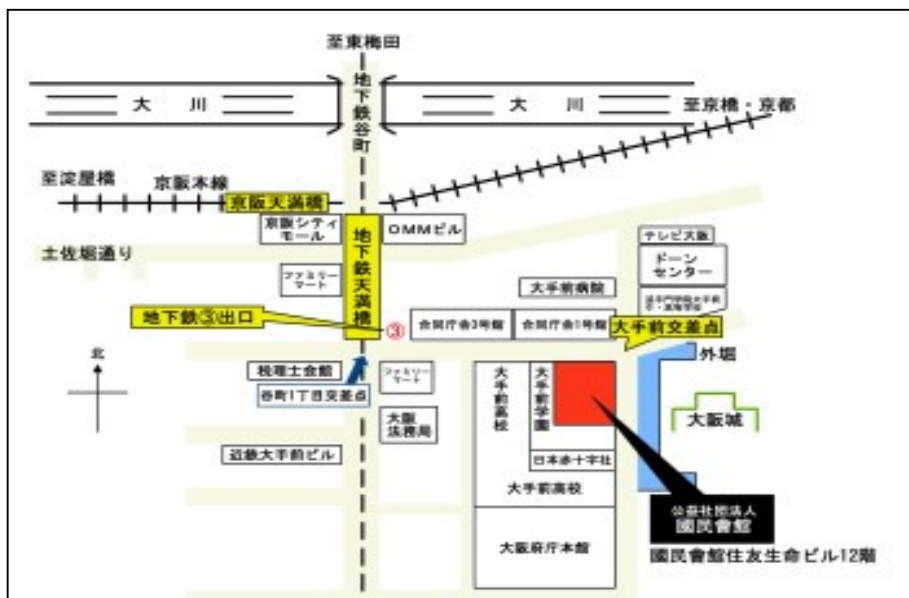 至東梅田
地下鉄谷町
大 川
大 川
至京橋・京都
至淀屋橋
京阪本線
京阪天満橋
京阪シティ
モール
地下鉄天満橋
OMMビル
テレビ大阪
土佐堀通り
ドーン
センター
ファミリー
マート
大手前病院
地下鉄③出口
③
合同庁舎3号館
合同庁舎1号館
大手前交差点
北
外堀
税理士会館
ファミリー
マート
大手前高校
大手前学園
谷町1丁目交差点
大阪
法務局
大阪城
近鉄大手前ビル
日本赤十字社
大手前高校
公益社団法人
國民會館
大阪府庁本館
國民會館住友生命ビル12階